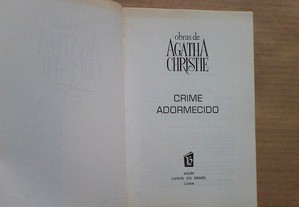 obras de
AGATHA
CHRISTIE
CRIME
ADORMECIDO
edição
LIVROS DO BRASIL
Lisboa